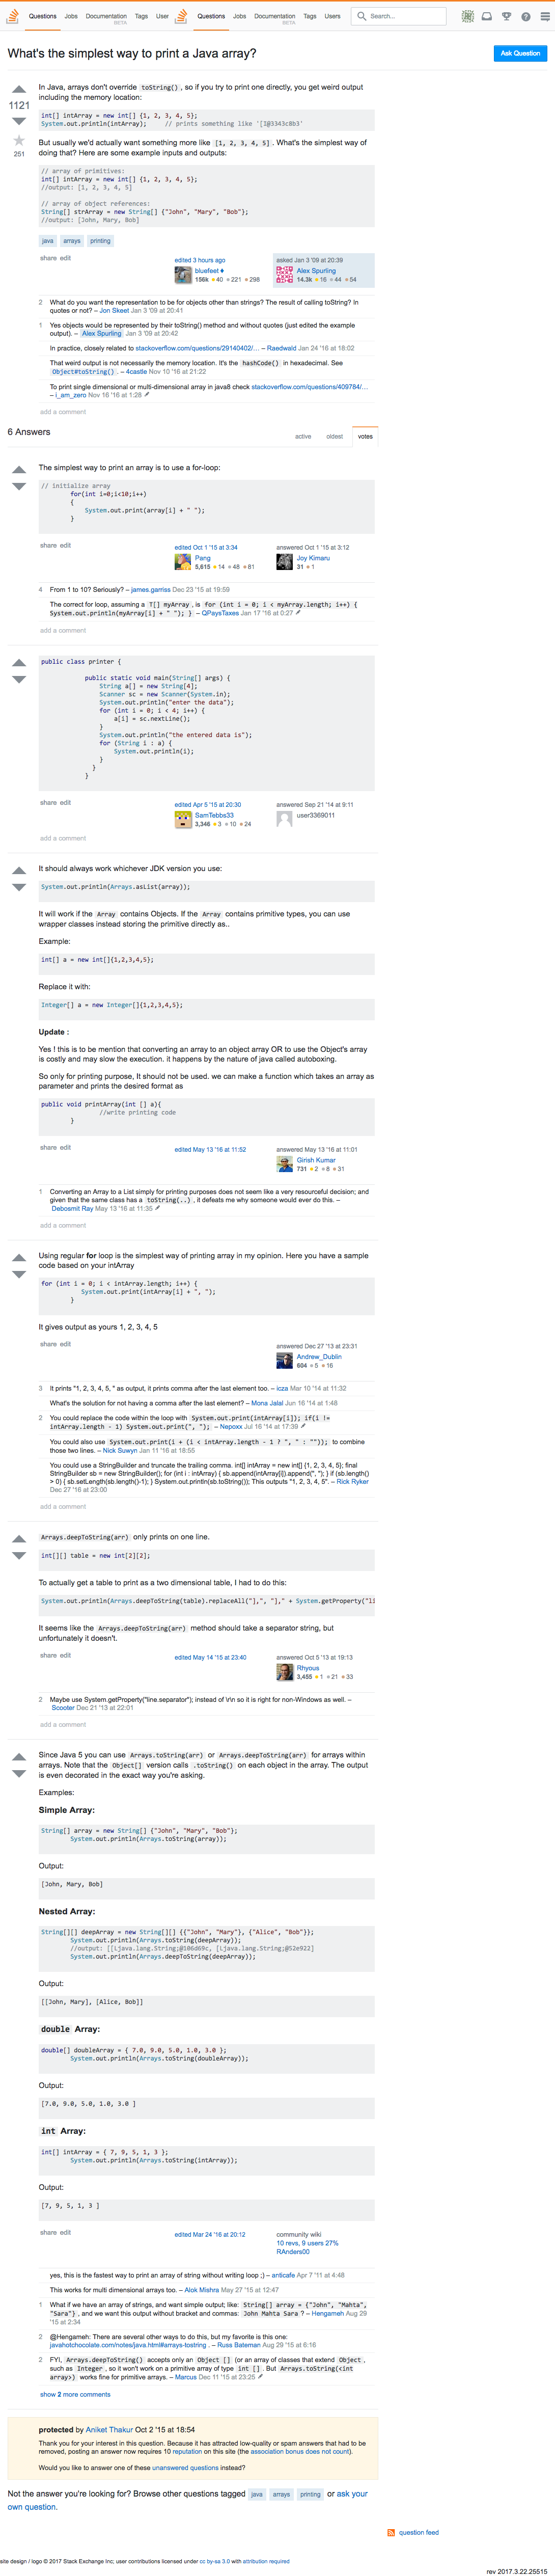 Questions Jobs Documentation BETA Tags User Questions Jobs Documentation BETA Tags Users Search...
What's the simplest way to print a Java array?
Ask Question
In Java, arrays don't override toString() , so if you try to print one directly, you get weird output
including the memory location:
1121
int[] intArray = new int[] {1, 2, 3, 4, 5};
System.out.println(intArray);     // prints something like '[I@3343c8b3'
But usually we'd actually want something more like [1, 2, 3, 4, 5] . What's the simplest way of
doing that? Here are some example inputs and outputs:
251
// array of primitives:
int[] intArray = new int[] {1, 2, 3, 4, 5};
//output: [1, 2, 3, 4, 5]
// array of object references:
String[] strArray = new String[] {"John", "Mary", "Bob"};
//output: [John, Mary, Bob]
java arrays printing
share edit
edited 3 hours ago
bluefeet♦
156k 40 221 298
asked Jan 3 '09 at 20:39
Alex Spurling
14.3k 16 44 54
2 What do you want the representation to be for objects other than strings? The result of calling toString? In
quotes or not? – Jon Skeet Jan 3 '09 at 20:41
1 Yes objects would be represented by their toString() method and without quotes (just edited the example
output). – Alex Spurling Jan 3 '09 at 20:42
In practice, closely related to stackoverflow.com/questions/29140402/… – Raedwald Jan 24 '16 at 18:02
That weird output is not necessarily the memory location. It's the hashCode() in hexadecimal. See
Object#toString() . – 4castle Nov 10 '16 at 21:22
To print single dimensional or multi-dimensional array in java8 check stackoverflow.com/questions/409784/…
– i_am_zero Nov 16 '16 at 1:28
add a comment
6 Answers
active oldest votes
The simplest way to print an array is to use a for-loop:
// initialize array
for(int i=0;i<10;i++)
{
System.out.print(array[i] + " ");
}
share edit
edited Oct 1 '15 at 3:34
Pang
5,615 14 48 81
answered Oct 1 '15 at 3:12
Joy Kimaru
31 1
4 From 1 to 10? Seriously? – james.garriss Dec 23 '15 at 19:59
The correct for loop, assuming a T[] myArray , is for (int i = 0; i < myArray.length; i++) {
System.out.println(myArray[i] + " "); } – QPaysTaxes Jan 17 '16 at 0:27
add a comment
public class printer {
public static void main(String[] args) {
String a[] = new String[4];
Scanner sc = new Scanner(System.in);
System.out.println("enter the data");
for (int i = 0; i < 4; i++) {
a[i] = sc.nextLine();
}
System.out.println("the entered data is");
for (String i : a) {
System.out.println(i);
}
}
}
share edit
edited Apr 5 '15 at 20:30
SamTebbs33
3,346 3 10 24
answered Sep 21 '14 at 9:11
user3369011
add a comment
It should always work whichever JDK version you use:
System.out.println(Arrays.asList(array));
It will work if the Array contains Objects. If the Array contains primitive types, you can use
wrapper classes instead storing the primitive directly as..
Example:
int[] a = new int[]{1,2,3,4,5};
Replace it with:
Integer[] a = new Integer[]{1,2,3,4,5};
Update :
Yes ! this is to be mention that converting an array to an object array OR to use the Object's array
is costly and may slow the execution. it happens by the nature of java called autoboxing.
So only for printing purpose, It should not be used. we can make a function which takes an array as
parameter and prints the desired format as
public void printArray(int [] a){
//write printing code
}
share edit
edited May 13 '16 at 11:52
answered May 13 '16 at 11:01
Girish Kumar
731 2 8 31
1 Converting an Array to a List simply for printing purposes does not seem like a very resourceful decision; and
given that the same class has a toString(..) , it defeats me why someone would ever do this. –
Debosmit Ray May 13 '16 at 11:35
add a comment
Using regular for loop is the simplest way of printing array in my opinion. Here you have a sample
code based on your intArray
for (int i = 0; i < intArray.length; i++) {
System.out.print(intArray[i] + ", ");
}
It gives output as yours 1, 2, 3, 4, 5
share edit
answered Dec 27 '13 at 23:31
Andrew_Dublin
604 5 16
3 It prints "1, 2, 3, 4, 5, " as output, it prints comma after the last element too. – icza Mar 10 '14 at 11:32
What's the solution for not having a comma after the last element? – Mona Jalal Jun 16 '14 at 1:48
2 You could replace the code within the loop with System.out.print(intArray[i]); if(i !=
intArray.length - 1) System.out.print(", "); – Nepoxx Jul 16 '14 at 17:39
You could also use System.out.print(i + (i < intArray.length - 1 ? ", " : "")); to combine
those two lines. – Nick Suwyn Jan 11 '16 at 18:55
You could use a StringBuilder and truncate the trailing comma. int[] intArray = new int[] {1, 2, 3, 4, 5}; final
StringBuilder sb = new StringBuilder(); for (int i : intArray) { sb.append(intArray[i]).append(", "); } if (sb.length()
> 0) { sb.setLength(sb.length()-1); } System.out.println(sb.toString()); This outputs "1, 2, 3, 4, 5". – Rick Ryker
Dec 27 '16 at 23:00
add a comment
Arrays.deepToString(arr) only prints on one line.
int[][] table = new int[2][2];
To actually get a table to print as a two dimensional table, I had to do this:
System.out.println(Arrays.deepToString(table).replaceAll("],", "]," + System.getProperty("li
It seems like the Arrays.deepToString(arr) method should take a separator string, but
unfortunately it doesn't.
share edit
edited May 14 '15 at 23:40
answered Oct 5 '13 at 19:13
Rhyous
3,455 1 21 33
2 Maybe use System.getProperty("line.separator"); instead of \r\n so it is right for non-Windows as well. –
Scooter Dec 21 '13 at 22:01
add a comment
Since Java 5 you can use Arrays.toString(arr) or Arrays.deepToString(arr) for arrays within
arrays. Note that the Object[] version calls .toString() on each object in the array. The output
is even decorated in the exact way you're asking.
Examples:
Simple Array:
String[] array = new String[] {"John", "Mary", "Bob"};
System.out.println(Arrays.toString(array));
Output:
[John, Mary, Bob]
Nested Array:
String[][] deepArray = new String[][] {{"John", "Mary"}, {"Alice", "Bob"}};
System.out.println(Arrays.toString(deepArray));
//output: [[Ljava.lang.String;@106d69c, [Ljava.lang.String;@52e922]
System.out.println(Arrays.deepToString(deepArray));
Output:
[[John, Mary], [Alice, Bob]]
double Array:
double[] doubleArray = { 7.0, 9.0, 5.0, 1.0, 3.0 };
System.out.println(Arrays.toString(doubleArray));
Output:
[7.0, 9.0, 5.0, 1.0, 3.0 ]
int Array:
int[] intArray = { 7, 9, 5, 1, 3 };
System.out.println(Arrays.toString(intArray));
Output:
[7, 9, 5, 1, 3 ]
share edit
edited Mar 24 '16 at 20:12
community wiki
10 revs, 9 users 27%
RAnders00
yes, this is the fastest way to print an array of string without writing loop ;) – anticafe Apr 7 '11 at 4:48
This works for multi dimensional arrays too. – Alok Mishra May 27 '15 at 12:47
1 What if we have an array of strings, and want simple output; like: String[] array = {"John", "Mahta",
"Sara"} , and we want this output without bracket and commas: John Mahta Sara ? – Hengameh Aug 29
'15 at 2:34
2 @Hengameh: There are several other ways to do this, but my favorite is this one:
javahotchocolate.com/notes/java.html#arrays-tostring . – Russ Bateman Aug 29 '15 at 6:16
2 FYI, Arrays.deepToString() accepts only an Object [] (or an array of classes that extend Object ,
such as Integer , so it won't work on a primitive array of type int [] . But Arrays.toString(<int
array>) works fine for primitive arrays. – Marcus Dec 11 '15 at 23:25
show 2 more comments
protected by Aniket Thakur Oct 2 '15 at 18:54
Thank you for your interest in this question. Because it has attracted low-quality or spam answers that had to be
removed, posting an answer now requires 10 reputation on this site (the association bonus does not count).
Would you like to answer one of these unanswered questions instead?
Not the answer you're looking for? Browse other questions tagged java arrays printing or ask your
own question.
question feed
site design / logo © 2017 Stack Exchange Inc; user contributions licensed under cc by-sa 3.0 with attribution required
rev 2017.3.22.25515